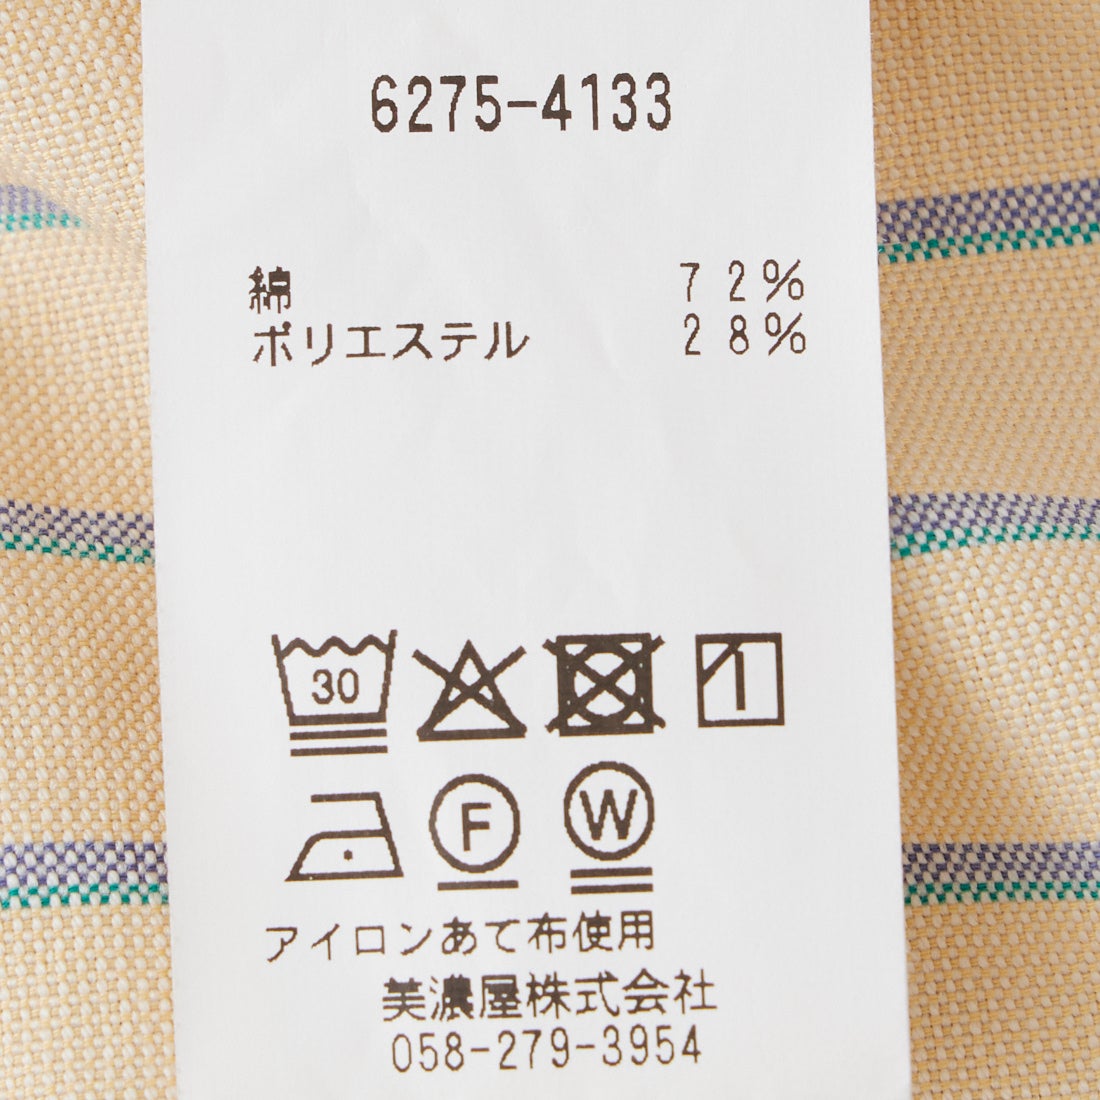 6275-4133
綿 72%
ポリエステル 28%
30
F W
アイロンあて布使用
美濃屋株式会社
058-279-3954